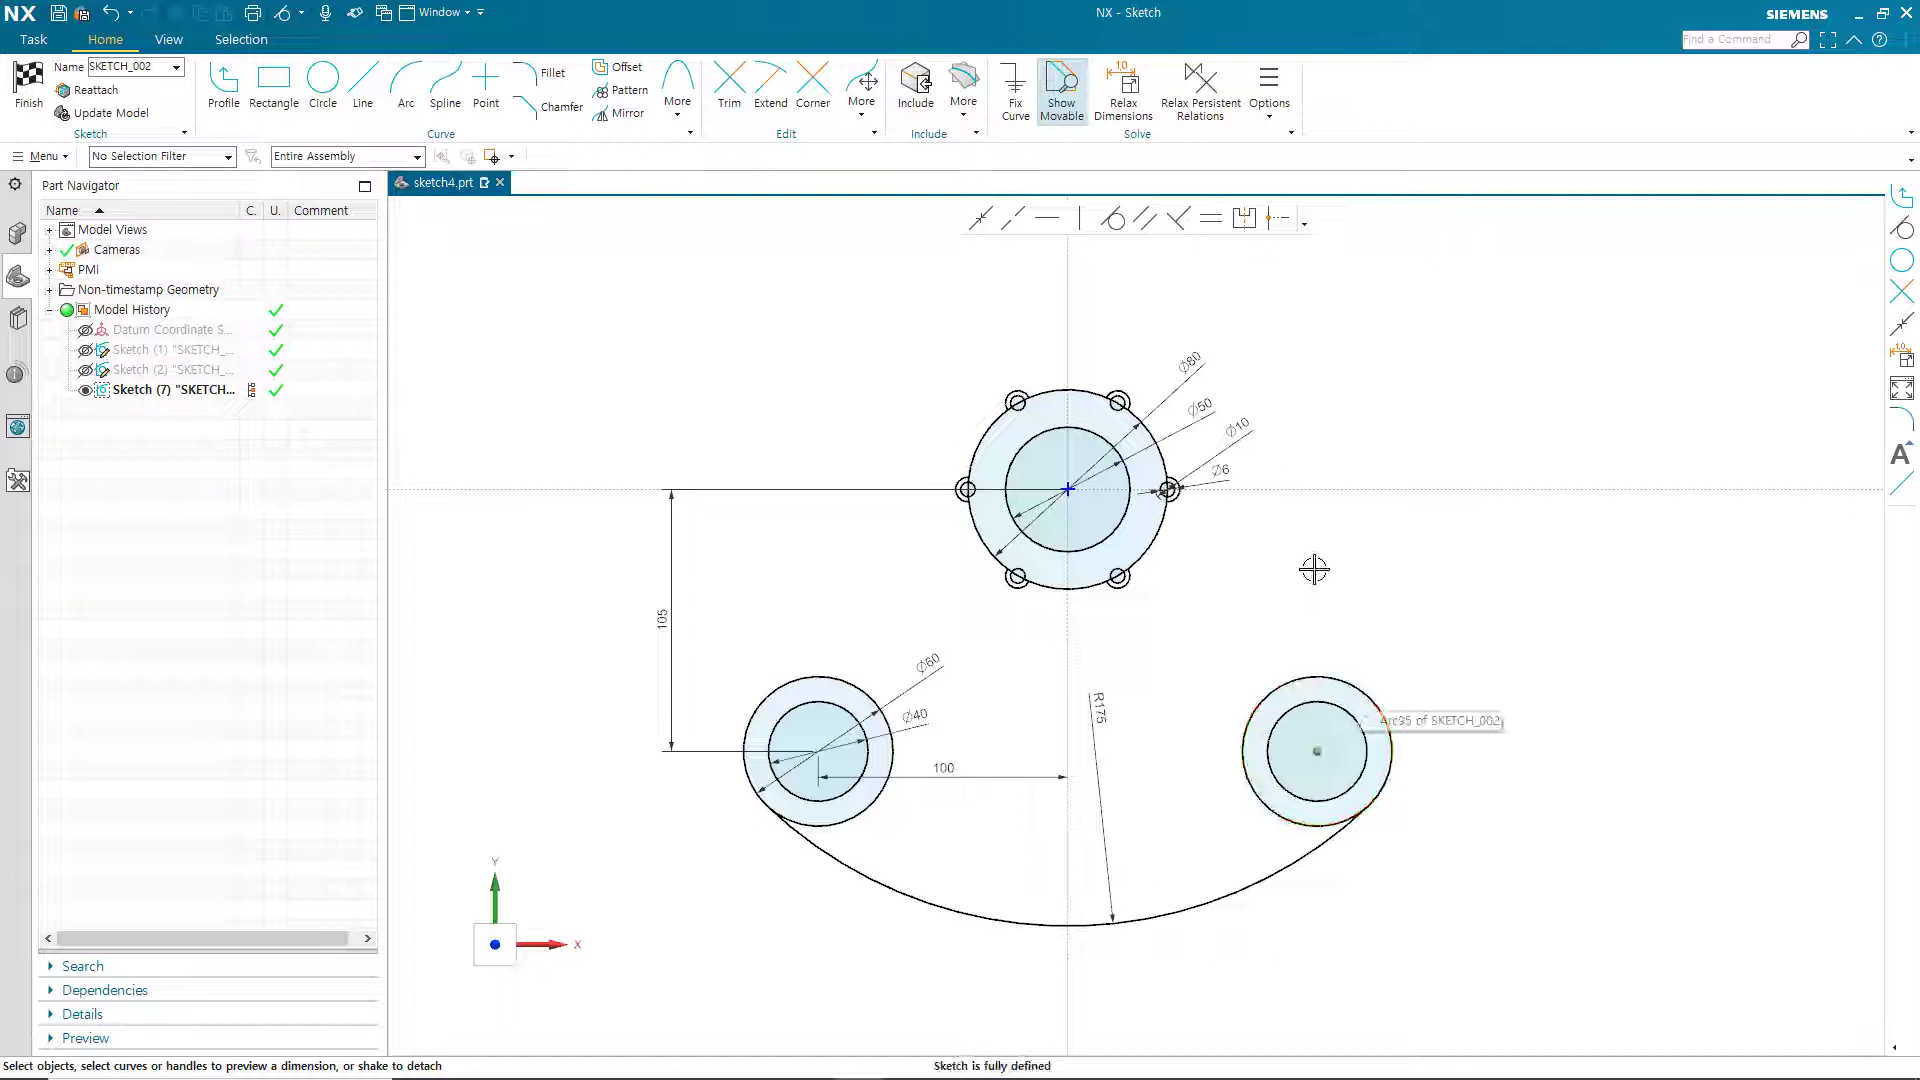 NX
Window
NX - Sketch
SIEMENS
Task
Home
View
Selection
Find a Command
Name SKETCH_002
Reattach
Update Model
Finish
Sketch
Profile
Rectangle
Circle
Line
Arc
Spline
Point
Fillet
Chamfer
Offset
Pattern
Mirror
More
Curve
Trim
Extend
Corner
More
Edit
Include
More
Include
Fix Curve
Show Movable
1,0
Relax Dimensions
Relax Persistent Relations
Options
Solve
Menu
No Selection Filter
Entire Assembly
Part Navigator
sketch4.prt
Name
C.
U.
Comment
Model Views
Cameras
PMI
Non-timestamp Geometry
Model History
Datum Coordinate S...
Sketch (1) "SKETCH_...
Sketch (2) "SKETCH_...
Sketch (7) "SKETCH...
Ø80
Ø50
Ø10
Ø6
105
Ø60
Ø40
100
R175
Arc35 of SKETCH_002
1,0
A
Y
X
Search
Dependencies
Details
Preview
Select objects, select curves or handles to preview a dimension, or shake to detach
Sketch is fully defined